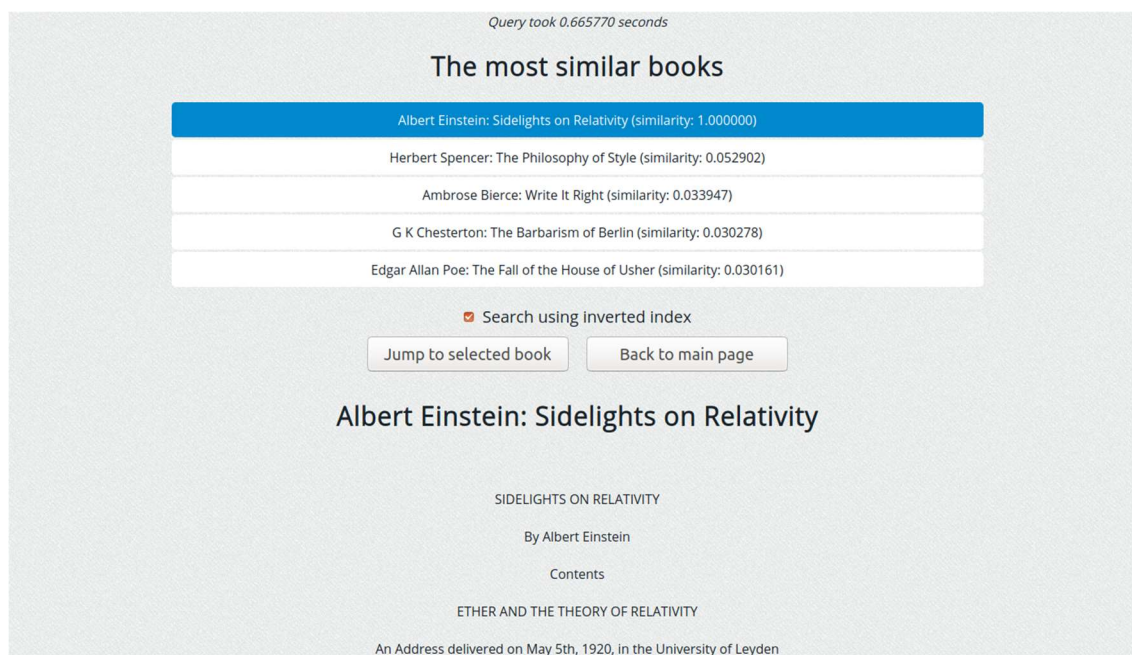 Query took 0.665770 seconds
The most similar books
Albert Einstein: Sidelights on Relativity (similarity: 1.000000)
Herbert Spencer: The Philosophy of Style (similarity: 0.052902)
Ambrose Bierce: Write It Right (similarity: 0.033947)
G K Chesterton: The Barbarism of Berlin (similarity: 0.030278)
Edgar Allan Poe: The Fall of the House of Usher (similarity: 0.030161)
Search using inverted index
Jump to selected book Back to main page
Albert Einstein: Sidelights on Relativity
SIDELIGHTS ON RELATIVITY
By Albert Einstein
Contents
ETHER AND THE THEORY OF RELATIVITY
An Address delivered on May 5th, 1920, in the University of Leyden